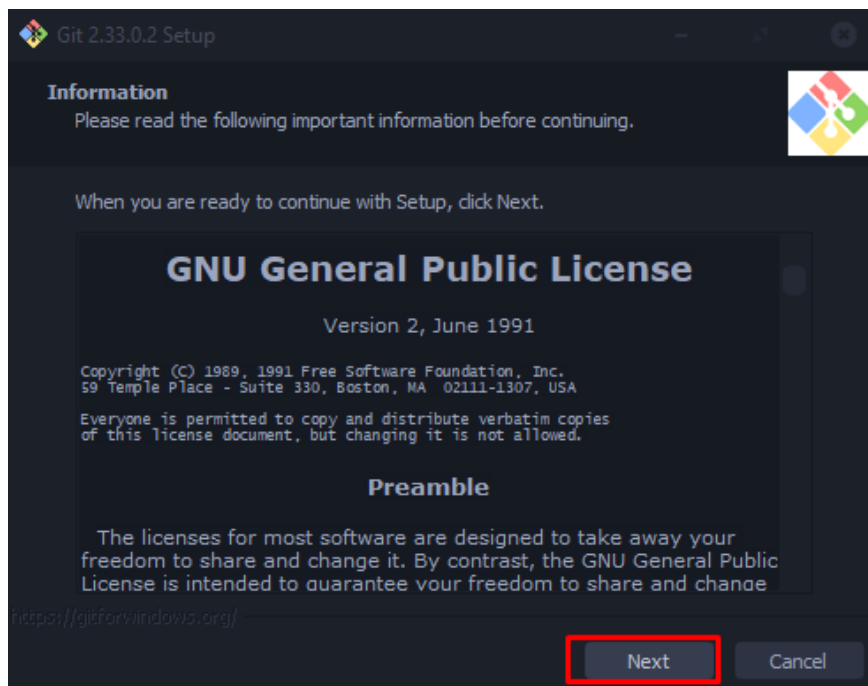 Git 2.33.0.2 Setup
Information
Please read the following important information before continuing.
When you are ready to continue with Setup, click Next.
GNU General Public License
Version 2, June 1991
Copyright (C) 1989, 1991 Free Software Foundation, Inc.
59 Temple Place - Suite 330, Boston, MA  02111-1307, USA
Everyone is permitted to copy and distribute verbatim copies
of this license document, but changing it is not allowed.
Preamble
The licenses for most software are designed to take away your
freedom to share and change it. By contrast, the GNU General Public
License is intended to guarantee your freedom to share and change
https://gitforwindows.org/
Next
Cancel